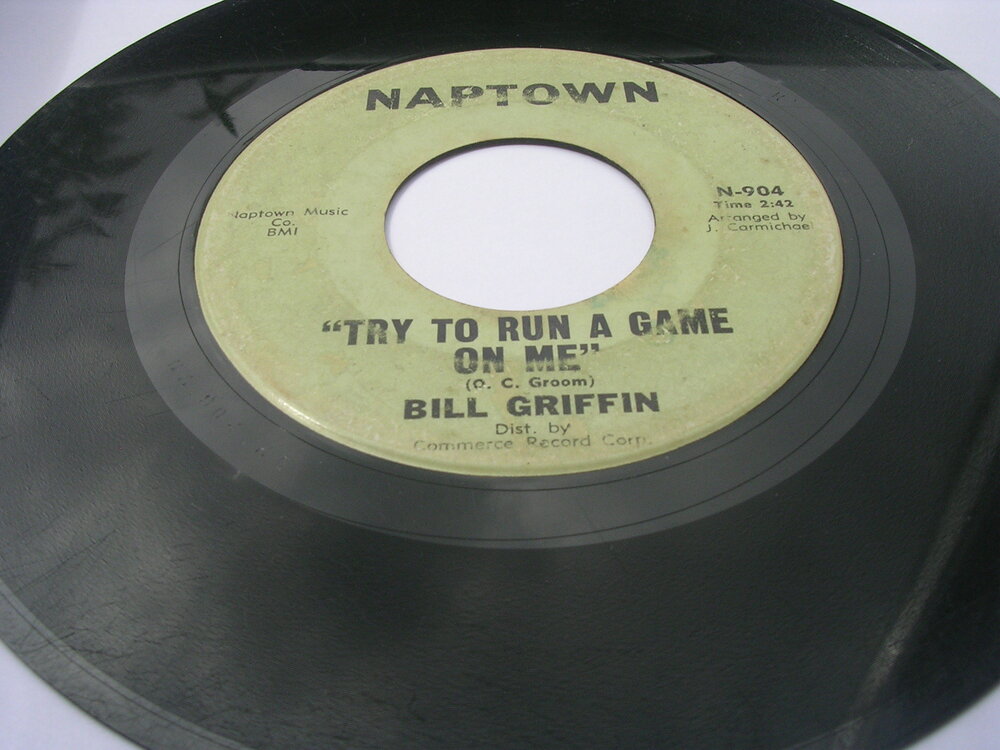 NAPTOWN
Naptown Music
Co.
BMI
N-904
Time 2:42
Arranged by
J. Carmichael
“TRY TO RUN A GAME
ON ME”
(O. C. Groom)
BILL GRIFFIN
Dist. by
Commerce Record Corp.